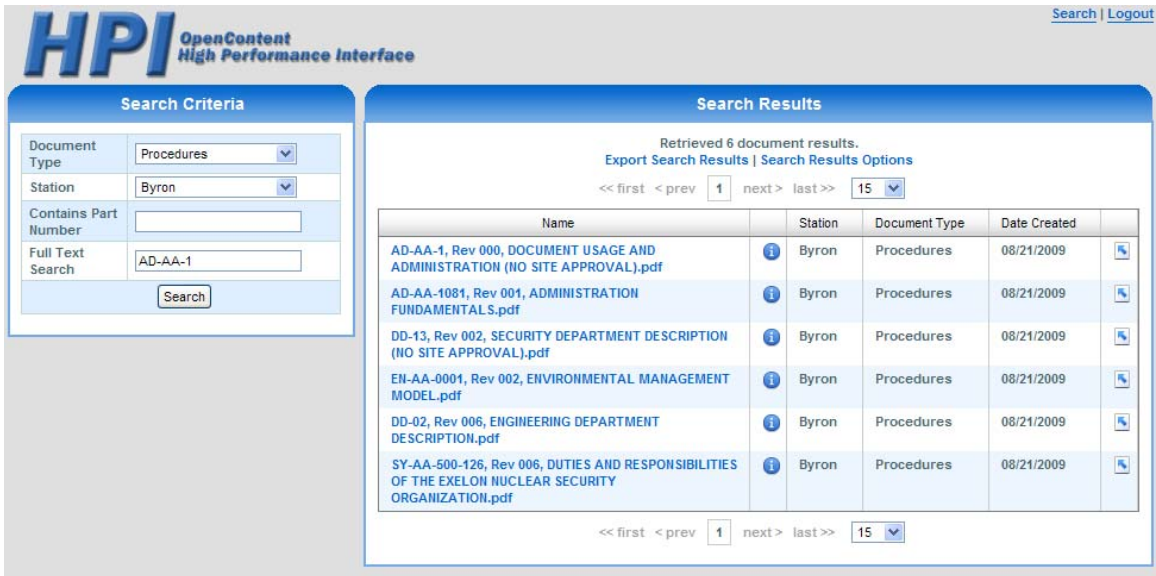 Search | Logout
HPI OpenContent
High Performance Interface
Search Criteria
Document
Type
Procedures
Station
Byron
Contains Part
Number
Full Text
Search
AD-AA-1
Search
Search Results
Retrieved 6 document results.
Export Search Results | Search Results Options
<< first < prev 1 next > last >> 15
Name Station Document Type Date Created
AD-AA-1, Rev 000, DOCUMENT USAGE AND
ADMINISTRATION (NO SITE APPROVAL).pdf
i Byron Procedures 08/21/2009
AD-AA-1081, Rev 001, ADMINISTRATION
FUNDAMENTALS.pdf
i Byron Procedures 08/21/2009
DD-13, Rev 002, SECURITY DEPARTMENT DESCRIPTION
(NO SITE APPROVAL).pdf
i Byron Procedures 08/21/2009
EN-AA-0001, Rev 002, ENVIRONMENTAL MANAGEMENT
MODEL.pdf
i Byron Procedures 08/21/2009
DD-02, Rev 006, ENGINEERING DEPARTMENT
DESCRIPTION.pdf
i Byron Procedures 08/21/2009
SY-AA-500-126, Rev 006, DUTIES AND RESPONSIBILITIES
OF THE EXELON NUCLEAR SECURITY
ORGANIZATION.pdf
i Byron Procedures 08/21/2009
<< first < prev 1 next > last >> 15